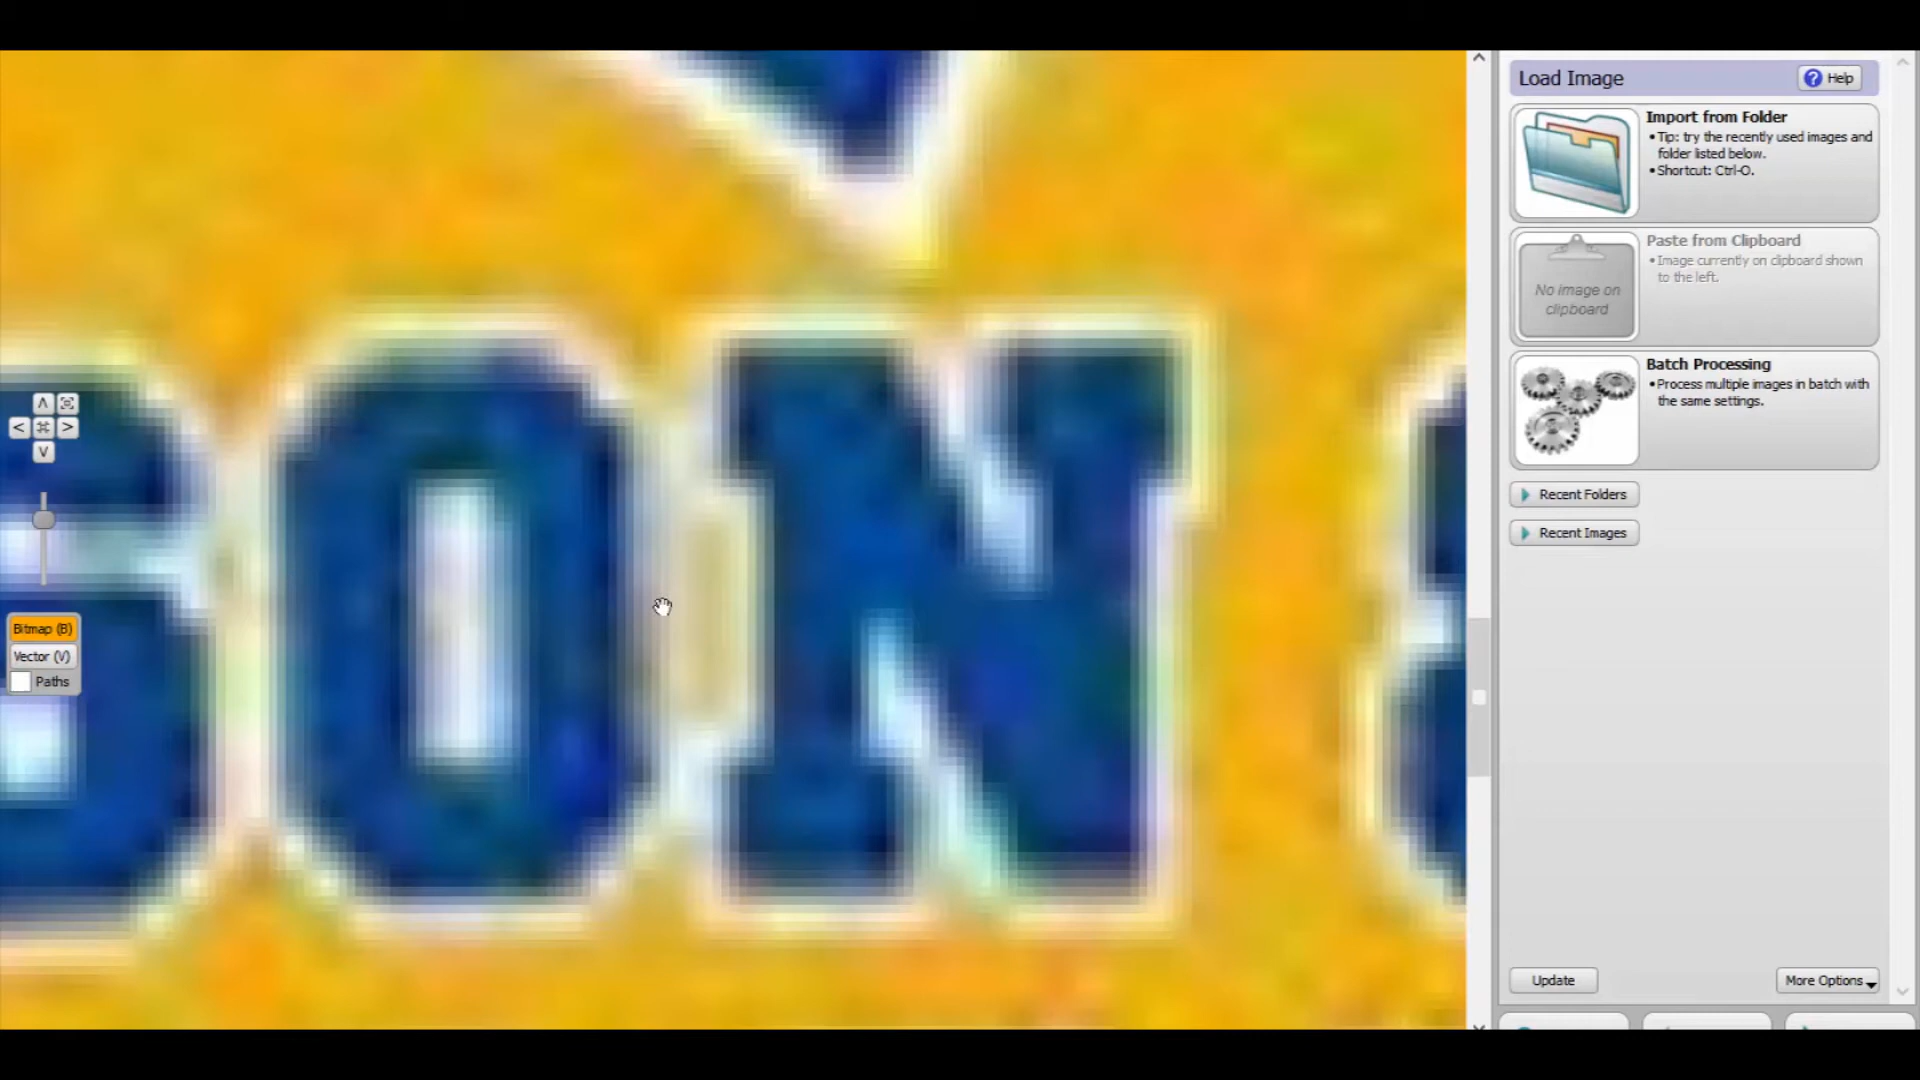 Load Image
Help
Import from Folder
• Tip: try the recently used images and
folder listed below.
• Shortcut: Ctrl-O.
Paste from Clipboard
• Image currently on clipboard shown
to the left.
No image on
clipboard
Batch Processing
• Process multiple images in batch with
the same settings.
Recent Folders
Recent Images
Bitmap (B)
Vector (V)
Paths
ON
Update
More Options